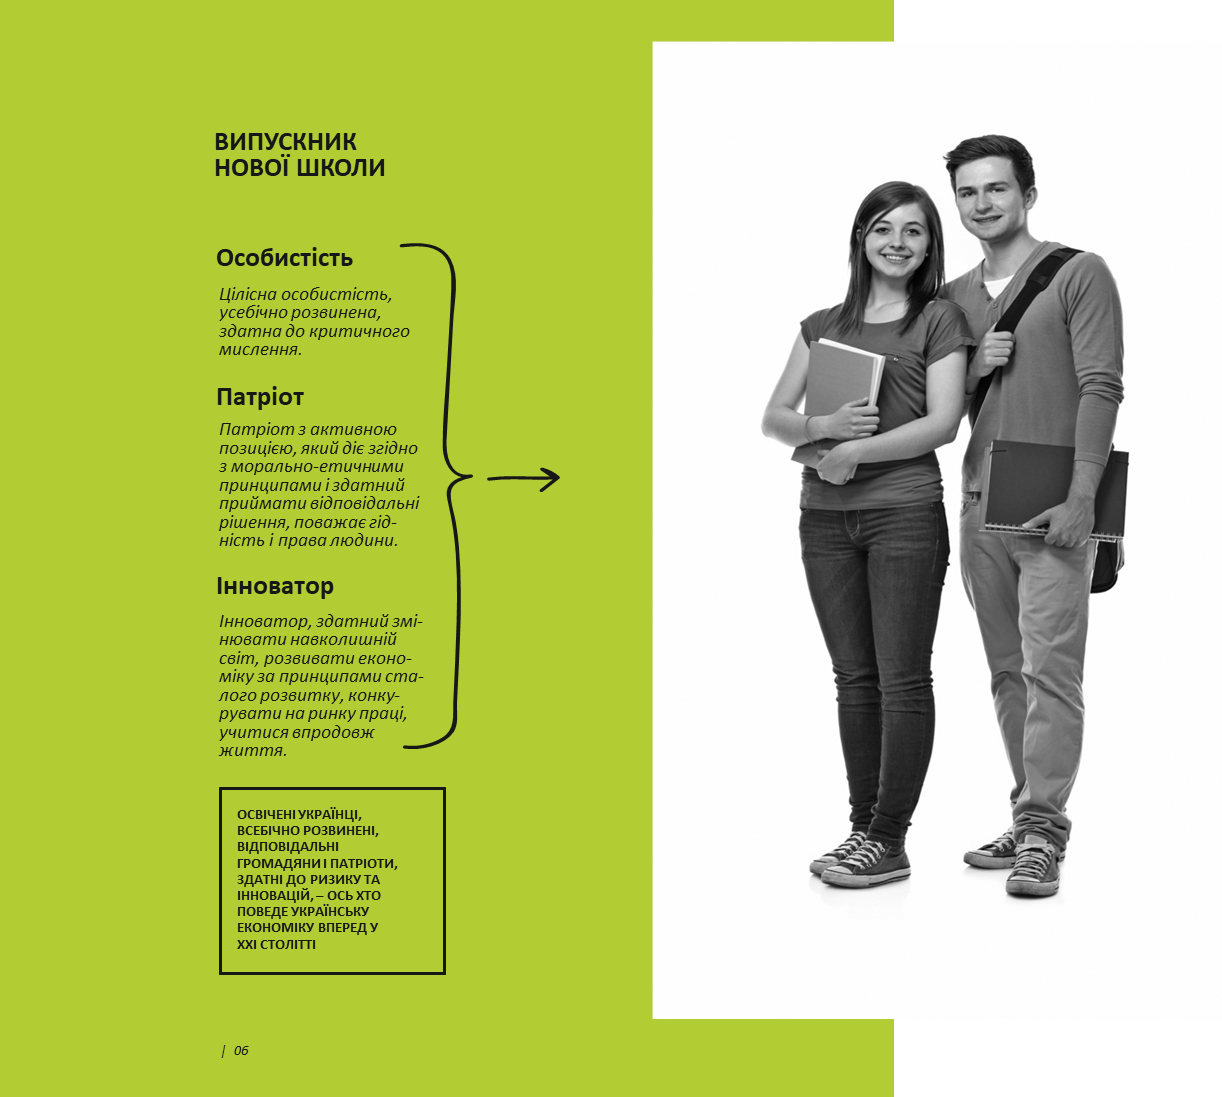 ВИПУСКНИК
НОВОЇ ШКОЛИ
Особистість
Цілісна особистість,
усебічно розвинена,
здатна до критичного
мислення.
Патріот
Патріот з активною
позицією, який діє згідно
з морально-етичними
принципами і здатний
приймати відповідальні
рішення, поважає гід-
ність і права людини.
Інноватор
Інноватор, здатний змі-
нювати навколишній
світ, розвивати еконо-
міку за принципами ста-
лого розвитку, конку-
рувати на ринку праці,
учитися впродовж
життя.
ОСВІЧЕНІ УКРАЇНЦІ,
ВСЕБІЧНО РОЗВИНЕНІ,
ВІДПОВІДАЛЬНІ
ГРОМАДЯНИ І ПАТРІОТИ,
ЗДАТНІ ДО РИЗИКУ ТА
ІННОВАЦІЙ, – ОСЬ ХТО
ПОВЕДЕ УКРАЇНСЬКУ
ЕКОНОМІКУ ВПЕРЕД У
ХХІ СТОЛІТТІ
| 06